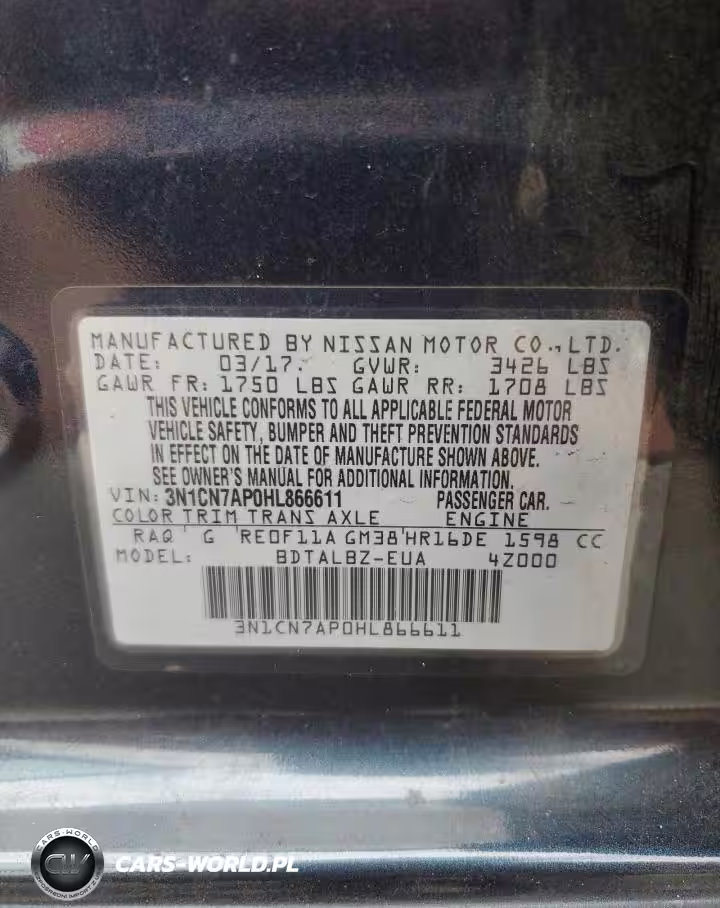 MANUFACTURED BY NISSAN MOTOR CO., LTD.
DATE: 03/17. GVWR: 3426 LBS
GAWR FR: 1750 LBS GAWR RR: 1708 LBS
THIS VEHICLE CONFORMS TO ALL APPLICABLE FEDERAL MOTOR
VEHICLE SAFETY, BUMPER AND THEFT PREVENTION STANDARDS
IN EFFECT ON THE DATE OF MANUFACTURE SHOWN ABOVE.
SEE OWNER'S MANUAL FOR ADDITIONAL INFORMATION.
VIN: 3N1CN7AP0HL866611 PASSENGER CAR.
COLOR TRIM TRANS AXLE ENGINE
RAQ G RE0F11A GM38 HR16DE 1598 CC
MODEL: BDTALBZ-EUA 4Z000
3N1CN7AP0HL866611
CARS-WORLD
CW
CARS-WORLD.PL